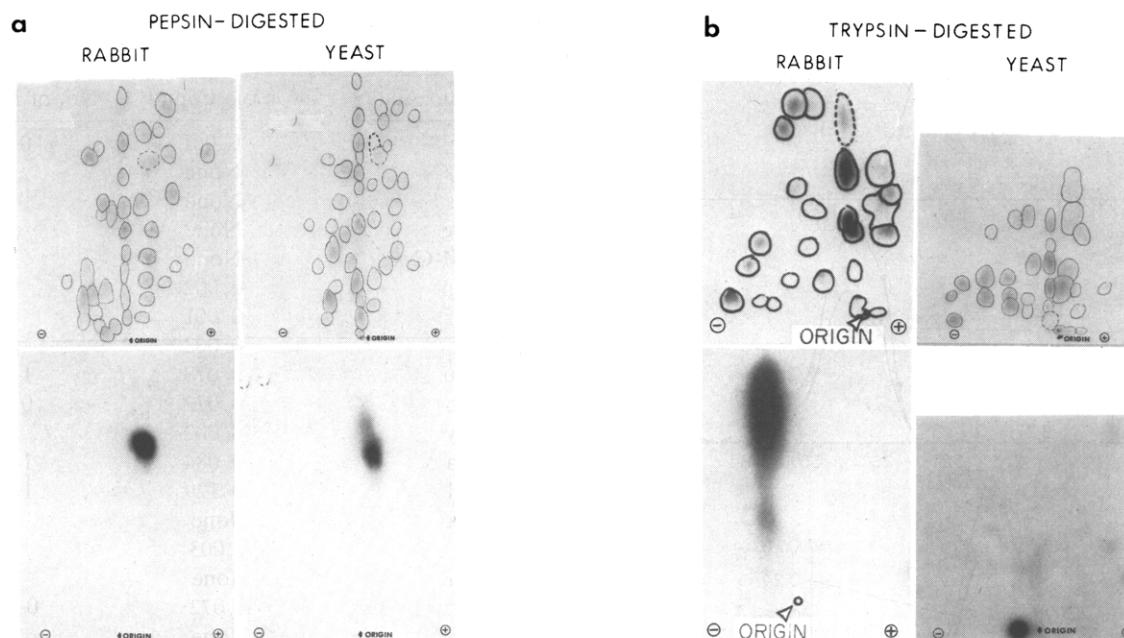 a
PEPSIN-DIGESTED
RABBIT
YEAST
⊖
ORIGIN
⊕
⊖
ORIGIN
⊕
⊖
ORIGIN
⊕
⊖
ORIGIN
⊕
b
TRYPSIN-DIGESTED
RABBIT
YEAST
⊖
ORIGIN
⊕
⊖
ORIGIN
⊕
⊖
ORIGIN
⊕
⊖
ORIGIN